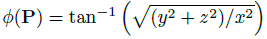 ϕ(P) = tan⁻¹ (√((y² + z²)/x²))